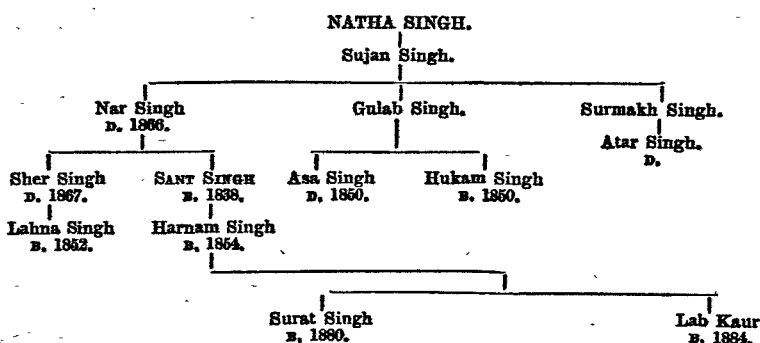 NATHA SINGH.
Sujan Singh.
Nar Singh Gulab Singh. Surmakh Singh.
D. 1866.
Atar Singh.
D.
Sher Singh SANT SINGH Asa Singh Hukam Singh
D. 1867. B. 1838. D. 1850. B. 1850.
Lahna Singh Harnam Singh
B. 1852. B. 1854.
Surat Singh Lab Kaur
B. 1880. B. 1884.